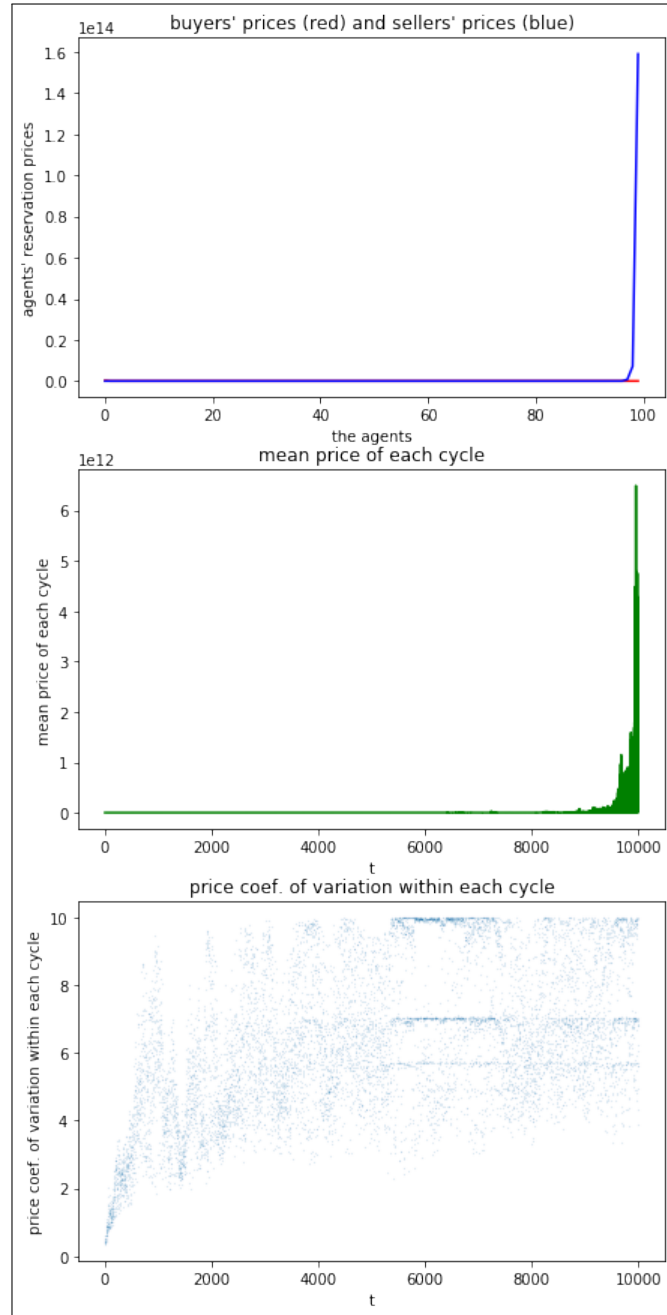 buyers' prices (red) and sellers' prices (blue)
1e14
1.6
1.4
1.2
1.0
0.8
0.6
0.4
0.2
0.0
agents' reservation prices
0 20 40 60 80 100
the agents
mean price of each cycle
1e12
6
5
4
3
2
1
0
mean price of each cycle
0 2000 4000 6000 8000 10000
t
price coef. of variation within each cycle
10
8
6
4
2
0
price coef. of variation within each cycle
0 2000 4000 6000 8000 10000
t